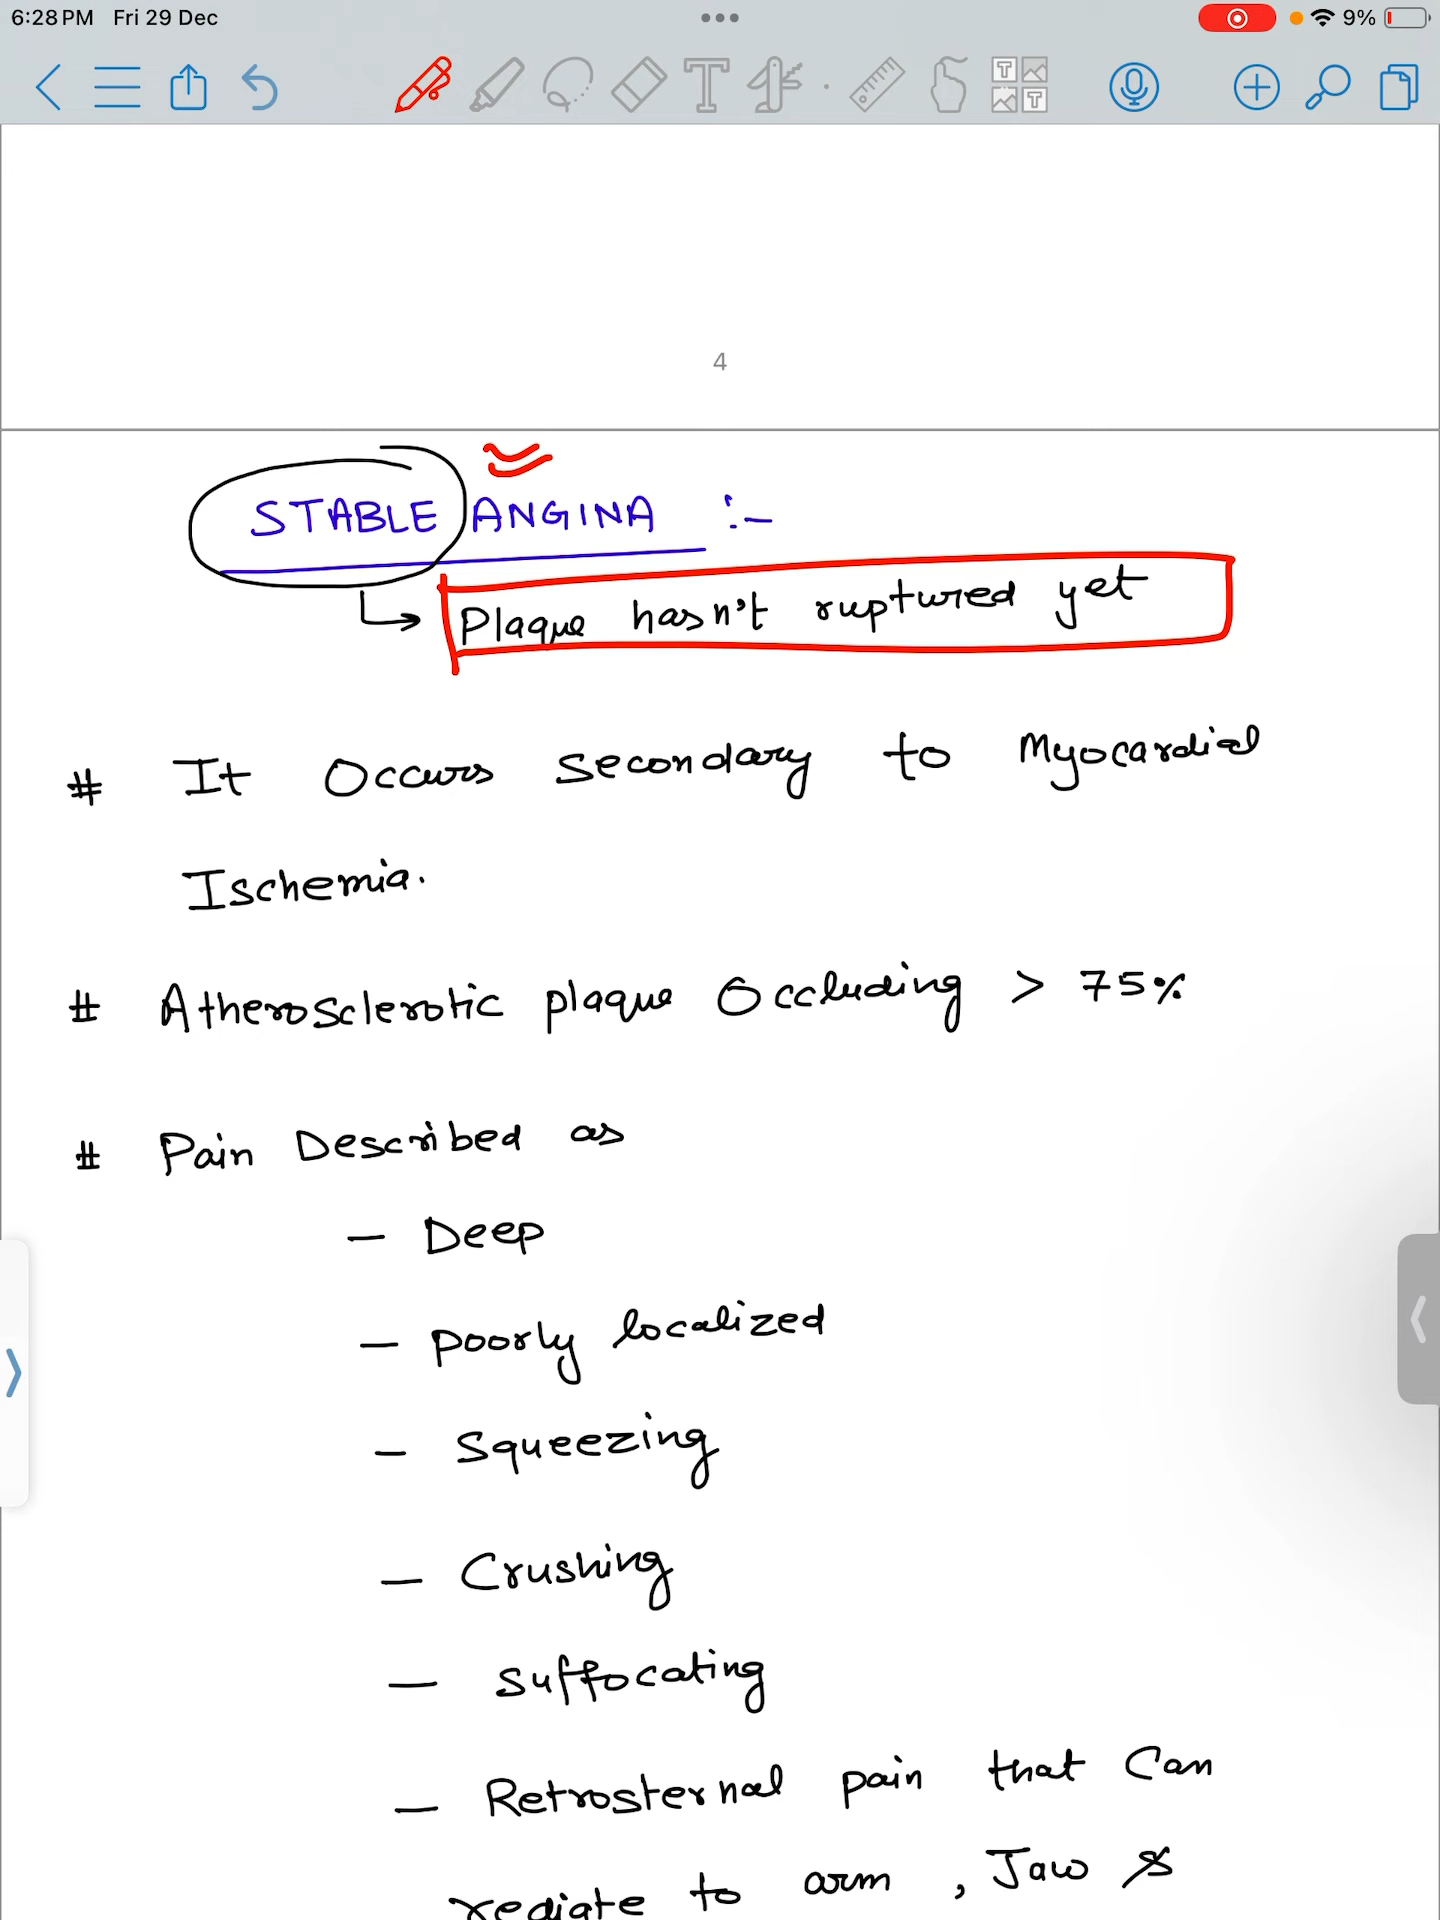 6:28 PM Fri 29 Dec 9%
4
STABLE ANGINA :-
Plaque hasn't ruptured yet
# It Occurs Secondary to Myocardial
Ischemia.
# Atherosclerotic plaque Occluding > 75%
# Pain Described as
- Deep
- Poorly localized
- Squeezing
- Crushing
- Suffocating
- Retrosternal pain that Can
rediate to arm, Jaw &